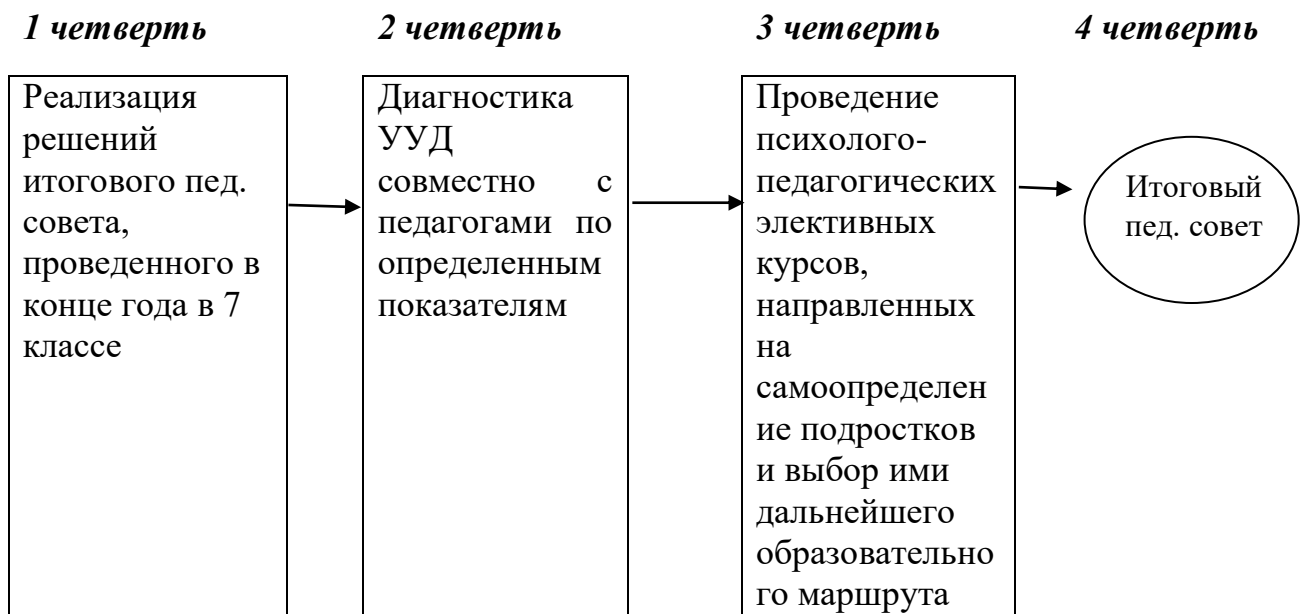 1 четверть 2 четверть 3 четверть 4 четверть
Реализация
решений
итогового пед.
совета,
проведенного в
конце года в 7
классе
Диагностика
УУД
совместно с
педагогами по
определенным
показателям
Проведение
психолого-
педагогических
элективных
курсов,
направленных
на
самоопределен
ие подростков
и выбор ими
дальнейшего
образовательно
го маршрута
Итоговый
пед. совет